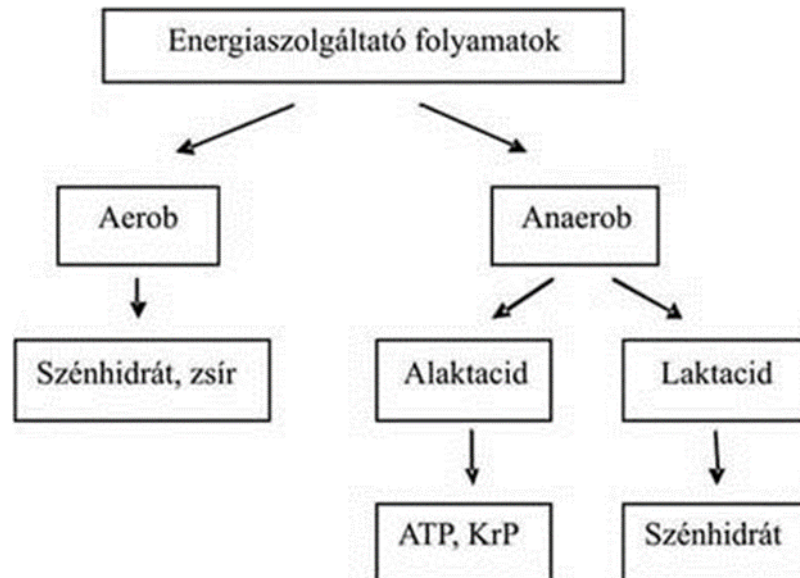 Energiaszolgáltató folyamatok
Aerob
Anaerob
Szénhidrát, zsír
Alaktacid
Laktacid
ATP, KrP
Szénhidrát